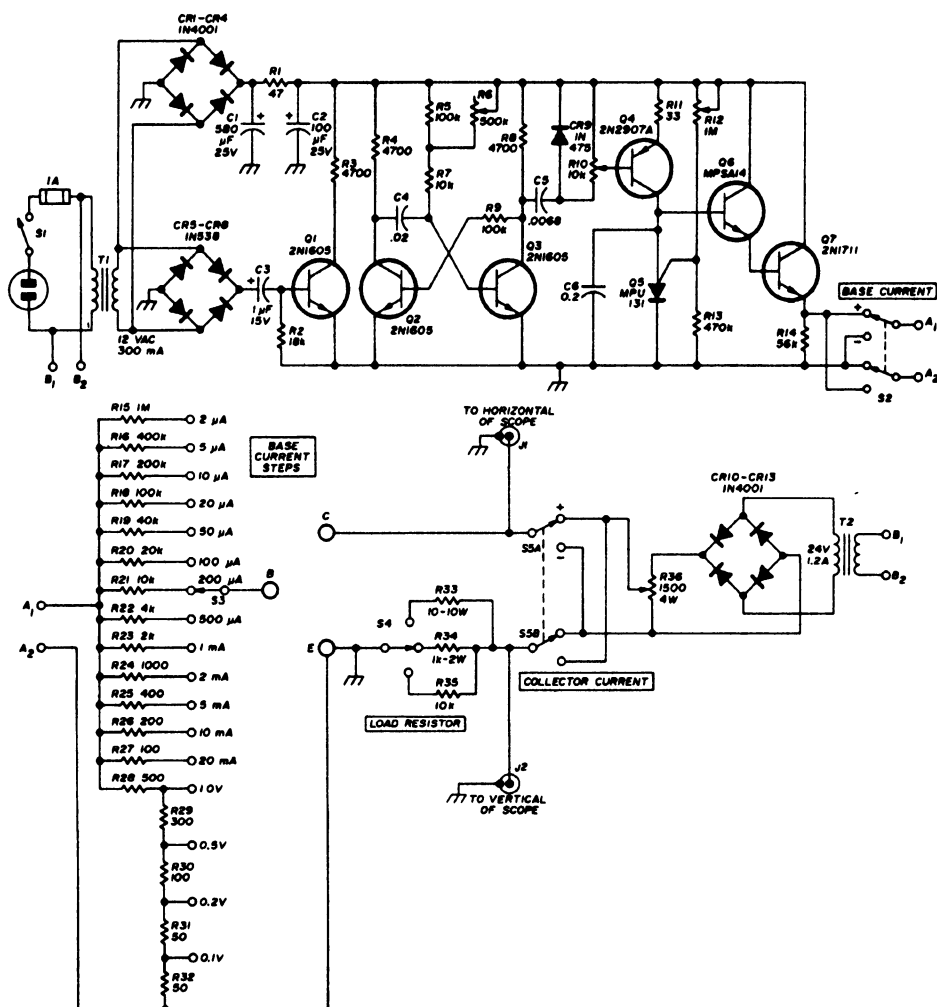 CR1-CR4
1N4001
R1
47
C1
580
µF
25V
C2
100
µF
25V
R3
4700
R4
4700
R5
100k
R6
500k
R7
10k
R8
4700
CR9
1N
475
R10
10k
Q4
2N2907A
R11
33
R12
1M
Q6
MPSA14
Q7
2N1711
1A
S1
T1
12 VAC
300 mA
B1
B2
CR5-CR8
1N538
C3
1 µF
15V
R2
18k
Q1
2N1605
C4
.02
Q2
2N1605
R9
100k
C5
.0068
Q3
2N1605
C6
0.2
Q5
MPU
131
R13
470k
R14
56k
BASE CURRENT
+
-
A1
A2
S2
R15 1M
2 µA
R16 400k
5 µA
R17 200k
10 µA
R18 100k
20 µA
R19 40k
50 µA
R20 20k
100 µA
R21 10k
200 µA
R22 4k
500 µA
R23 2k
1 mA
R24 1000
2 mA
R25 400
5 mA
R26 200
10 mA
R27 100
20 mA
R28 500
1.0V
R29
300
0.5V
R30
100
0.2V
R31
50
0.1V
R32
50
BASE
CURRENT
STEPS
S3
B
A1
A2
TO HORIZONTAL
OF SCOPE
J1
C
E
S5A
+
-
S5B
S4
R33
10-10W
R34
1k-2W
R35
10k
LOAD RESISTOR
COLLECTOR CURRENT
J2
TO VERTICAL
OF SCOPE
CR10-CR13
1N4001
R36
1500
4W
24V
1.2A
T2
B1
B2